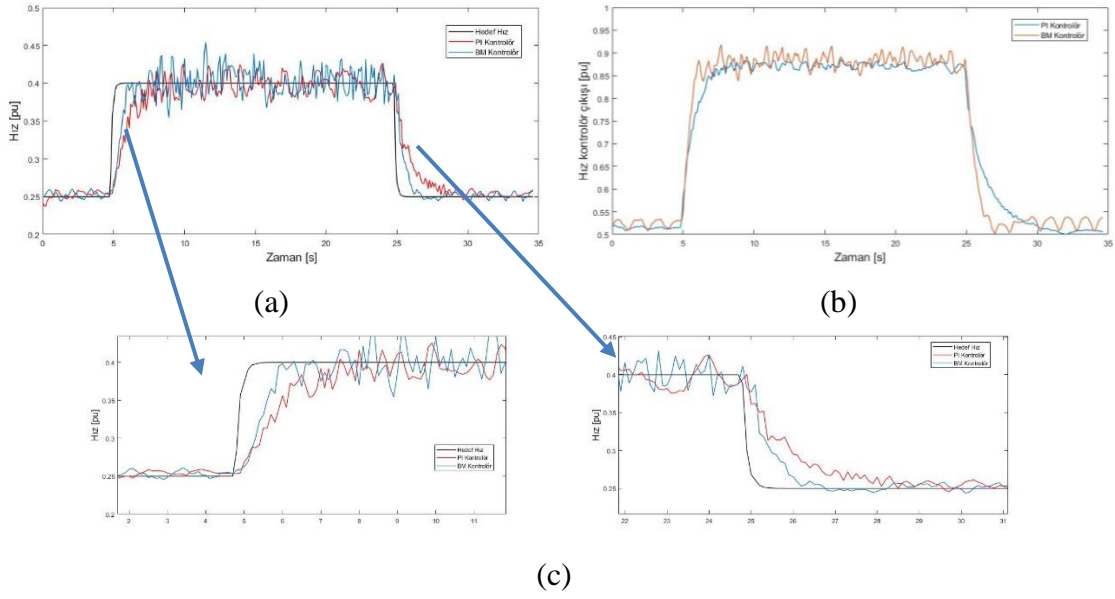 0.5
0.45
0.4
0.35
0.3
0.25
0.2
Hız [pu]
0 5 10 15 20 25 30 35
Zaman [s]
Hedef Hız
PI Kontrolör
BM Kontrolör
(a)
1
0.95
0.9
0.85
0.8
0.75
0.7
0.65
0.6
0.55
0.5
Hız kontrolör çıkışı [pu]
0 5 10 15 20 25 30 35
Zaman [s]
PI Kontrolör
BM Kontrolör
(b)
0.4
0.35
0.3
0.25
0.2
Hız [pu]
2 3 4 5 6 7 8 9 10 11
Hedef Hız
PI Kontrolör
BM Kontrolör
0.45
0.4
0.35
0.3
0.25
Hız [pu]
22 23 24 25 26 27 28 29 30 31
Hedef Hız
PI Kontrolör
BM Kontrolör
(c)